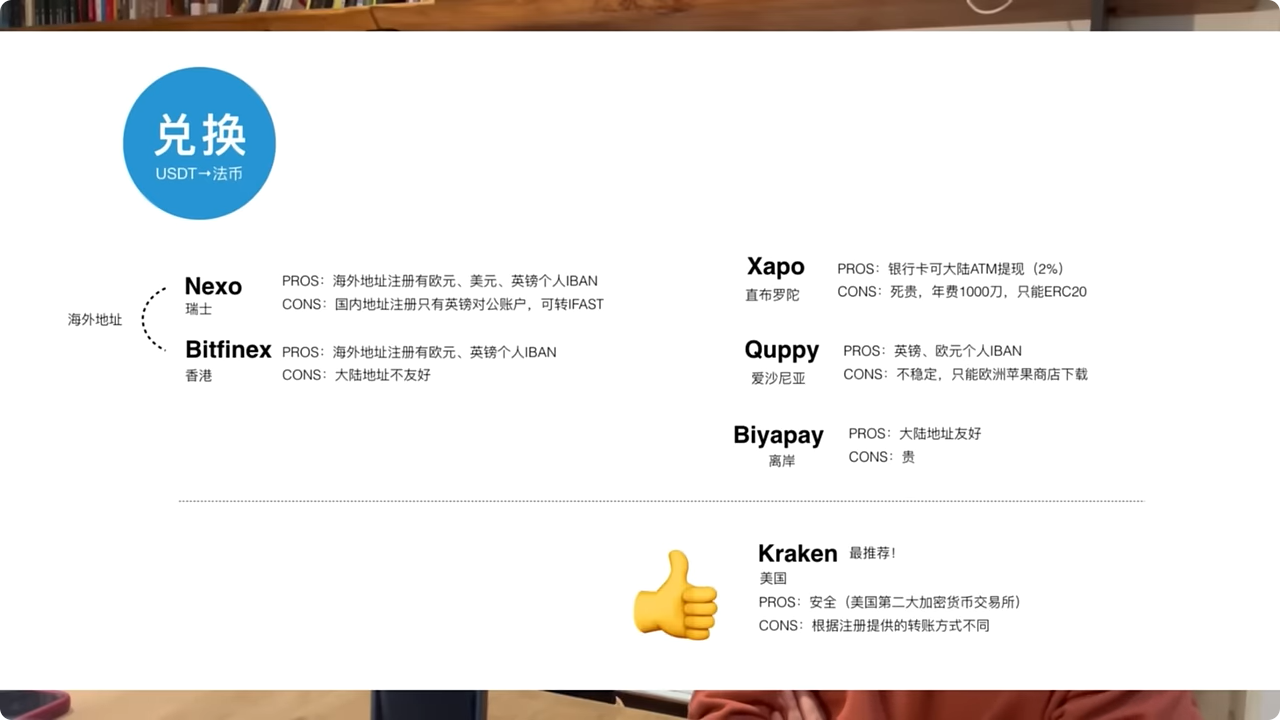 兑换
USDT→法币
海外地址
Nexo
瑞士
PROS：海外地址注册有欧元、美元、英镑个人IBAN
CONS：国内地址注册只有英镑对公账户，可转IFAST
Bitfinex
香港
PROS：海外地址注册有欧元、英镑个人IBAN
CONS：大陆地址不友好
Xapo
直布罗陀
PROS：银行卡可大陆ATM提现（2%）
CONS：死贵，年费1000刀，只能ERC20
Quppy
爱沙尼亚
PROS：英镑、欧元个人IBAN
CONS：不稳定，只能欧洲苹果商店下载
Biyapay
离岸
PROS：大陆地址友好
CONS：贵
Kraken 最推荐！
美国
PROS：安全（美国第二大加密货币交易所）
CONS：根据注册提供的转账方式不同